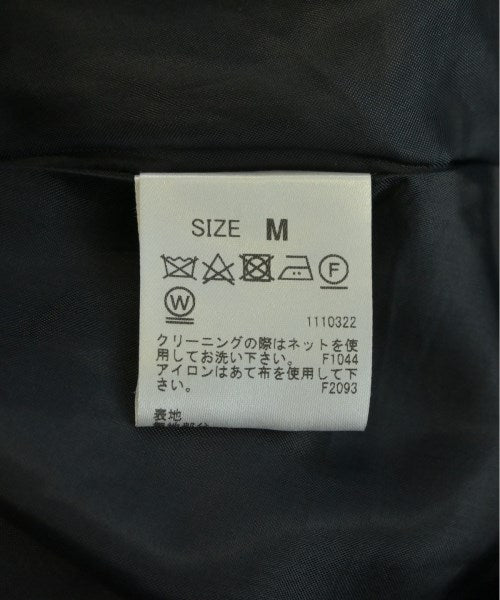 SIZE M
F
W
1110322
クリーニングの際はネットを使
用してお洗い下さい。 F1044
アイロンはあて布を使用して下
さい。 F2093
表地